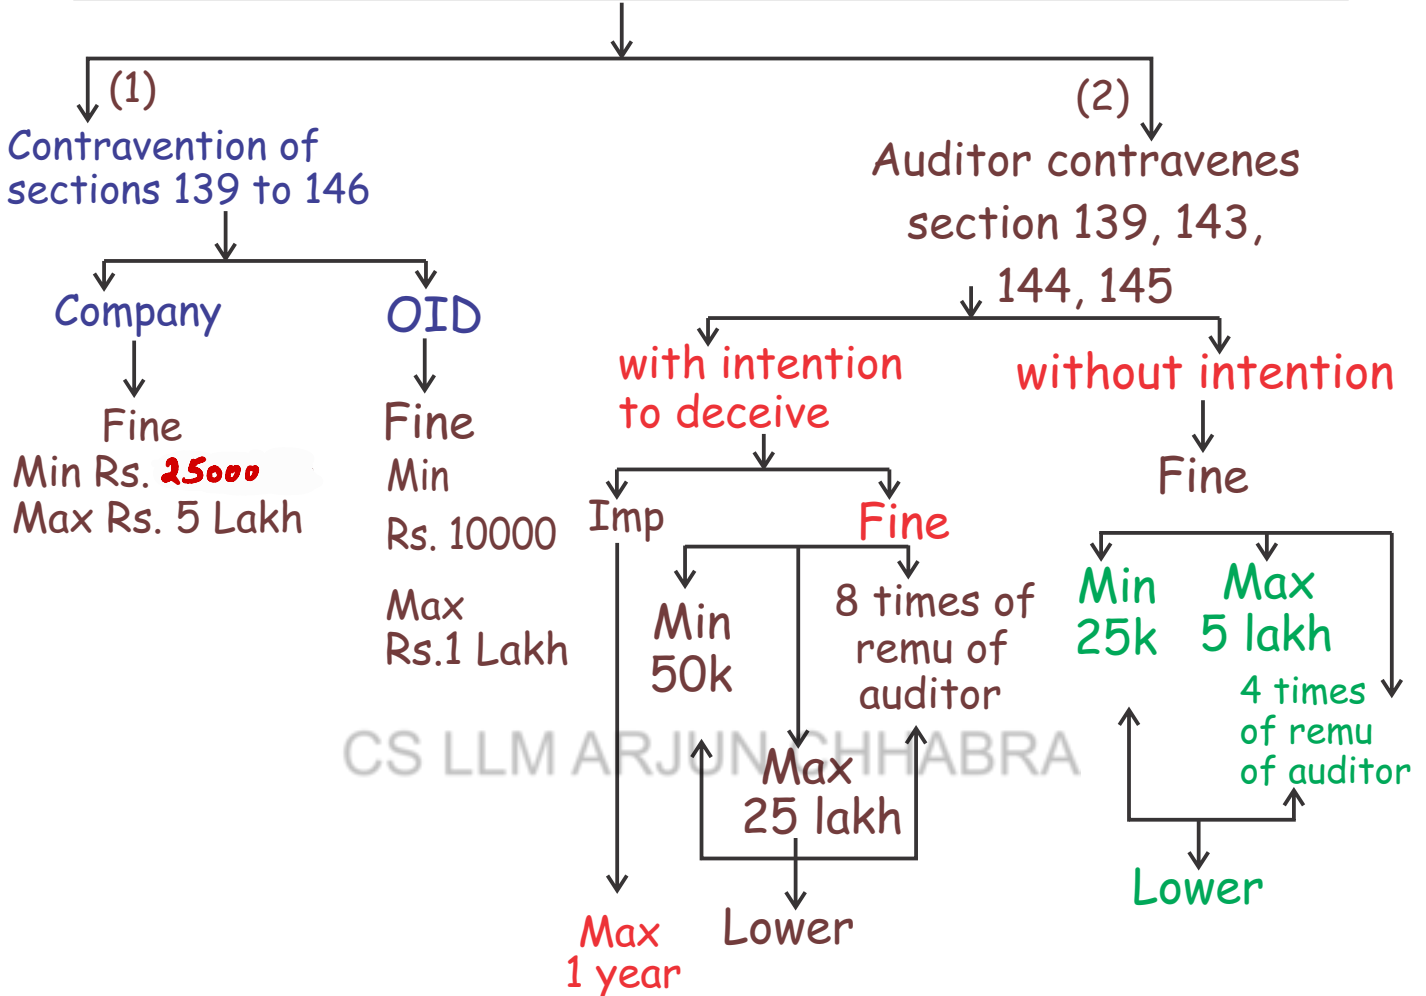 (1)
Contravention of
sections 139 to 146
Company
Fine
Min Rs. 25000
Max Rs. 5 Lakh
OID
Fine
Min
Rs. 10000
Max
Rs.1 Lakh
(2)
Auditor contravenes
section 139, 143,
144, 145
with intention
to deceive
Imp
Max
1 year
Fine
Min
50k
Max
25 lakh
8 times of
remu of
auditor
Lower
without intention
Fine
Min
25k
Max
5 lakh
4 times
of remu
of auditor
Lower
CS LLM ARJUN CHHABRA